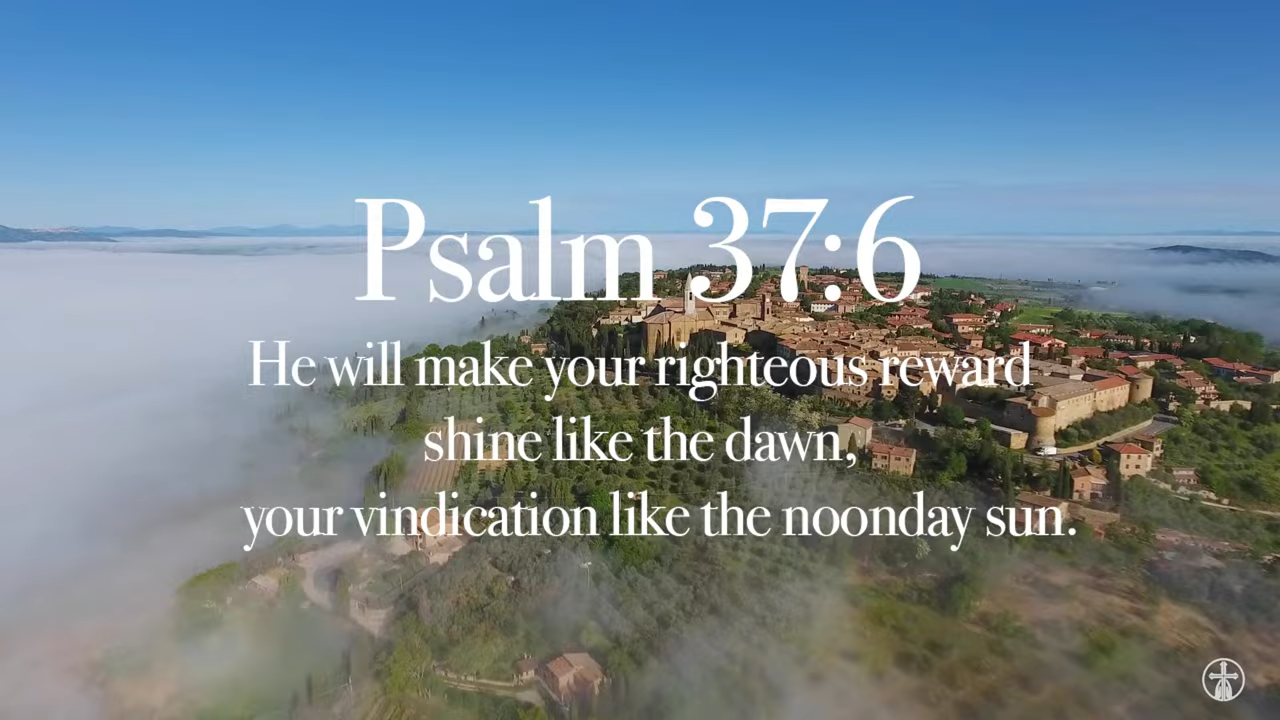 Psalm 37:6
He will make your righteous reward
shine like the dawn,
your vindication like the noonday sun.